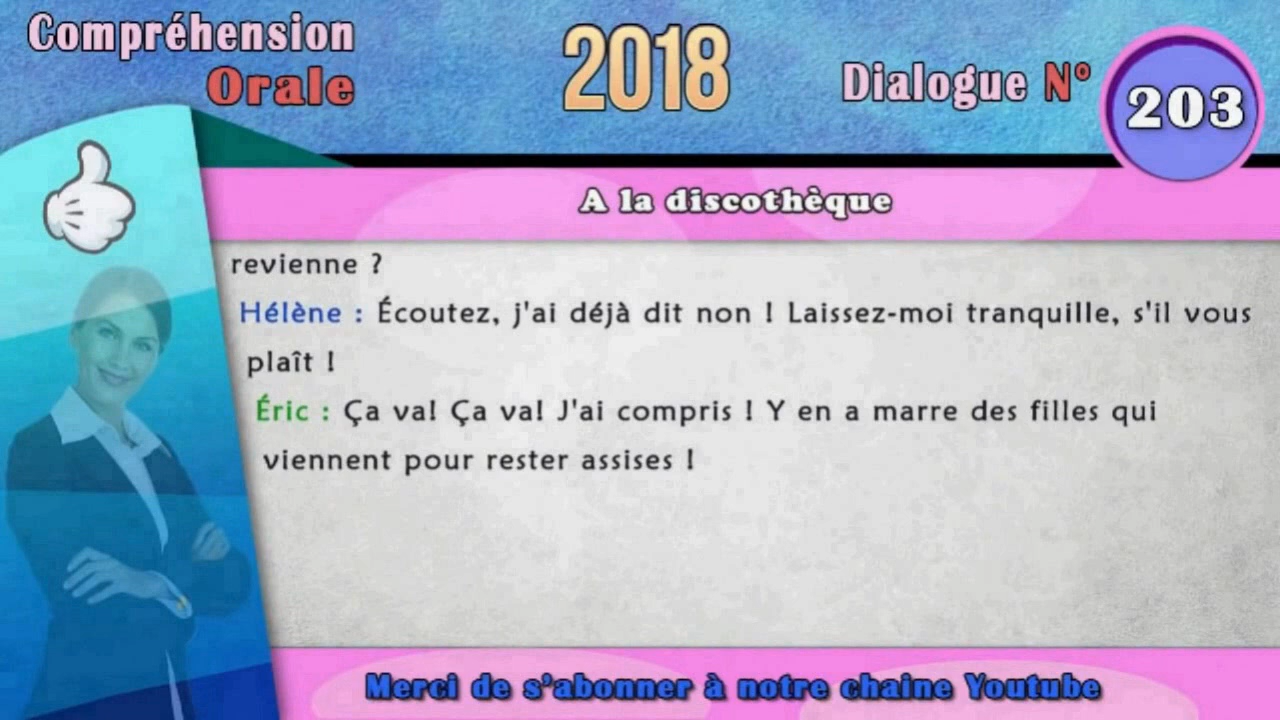 Compréhension
Orale
2018
Dialogue N°
203
A la discothèque
revienne ?
Hélène : Écoutez, j'ai déjà dit non ! Laissez-moi tranquille, s'il vous
plaît !
Éric : Ça va! Ça va! J'ai compris ! Y en a marre des filles qui
viennent pour rester assises !
Merci de s'abonner à notre chaine Youtube